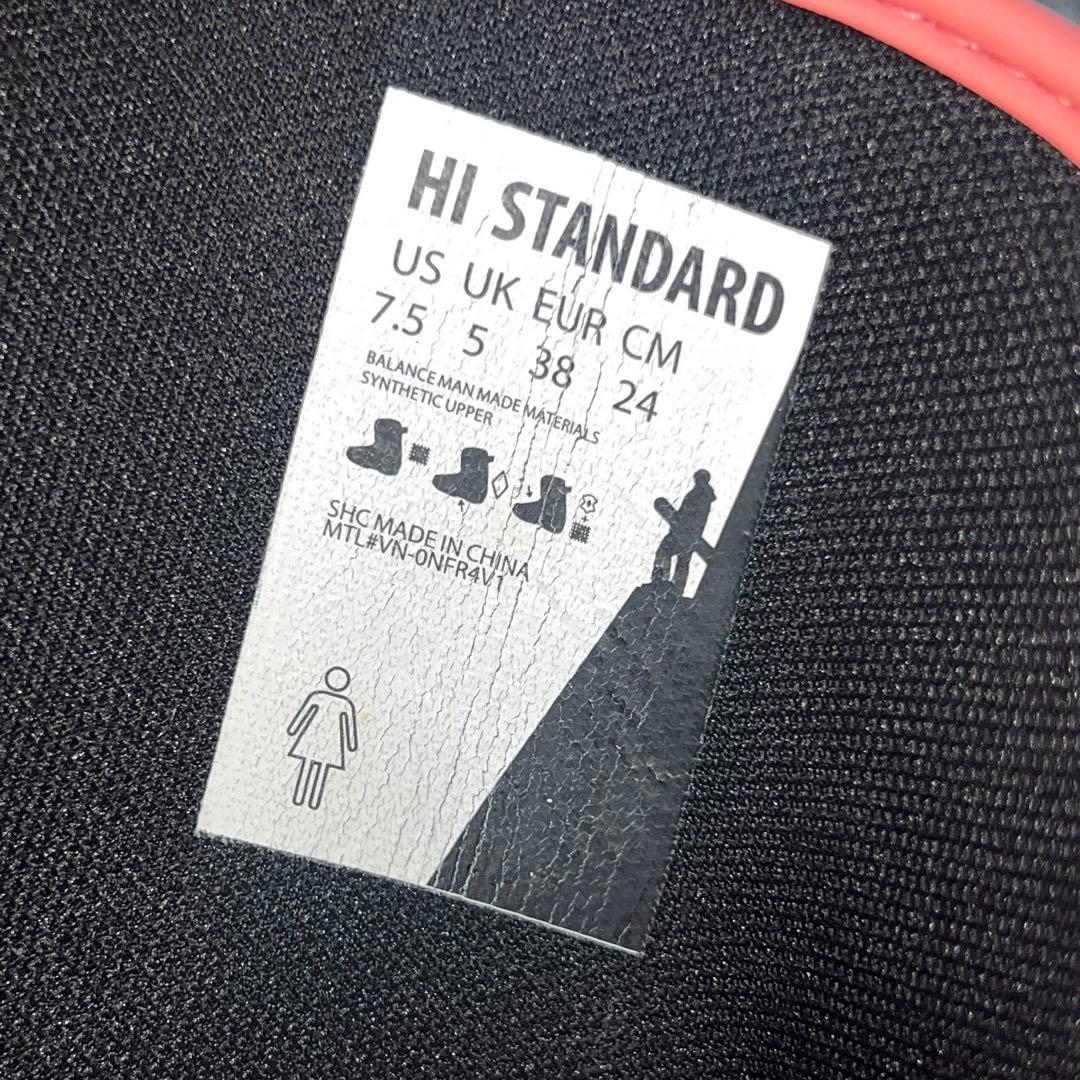 HI STANDARD
US UK EUR CM
7.5 5 38 24
BALANCE MAN MADE MATERIALS
SYNTHETIC UPPER
SHC MADE IN CHINA
MTL#VN-0NFR4V1